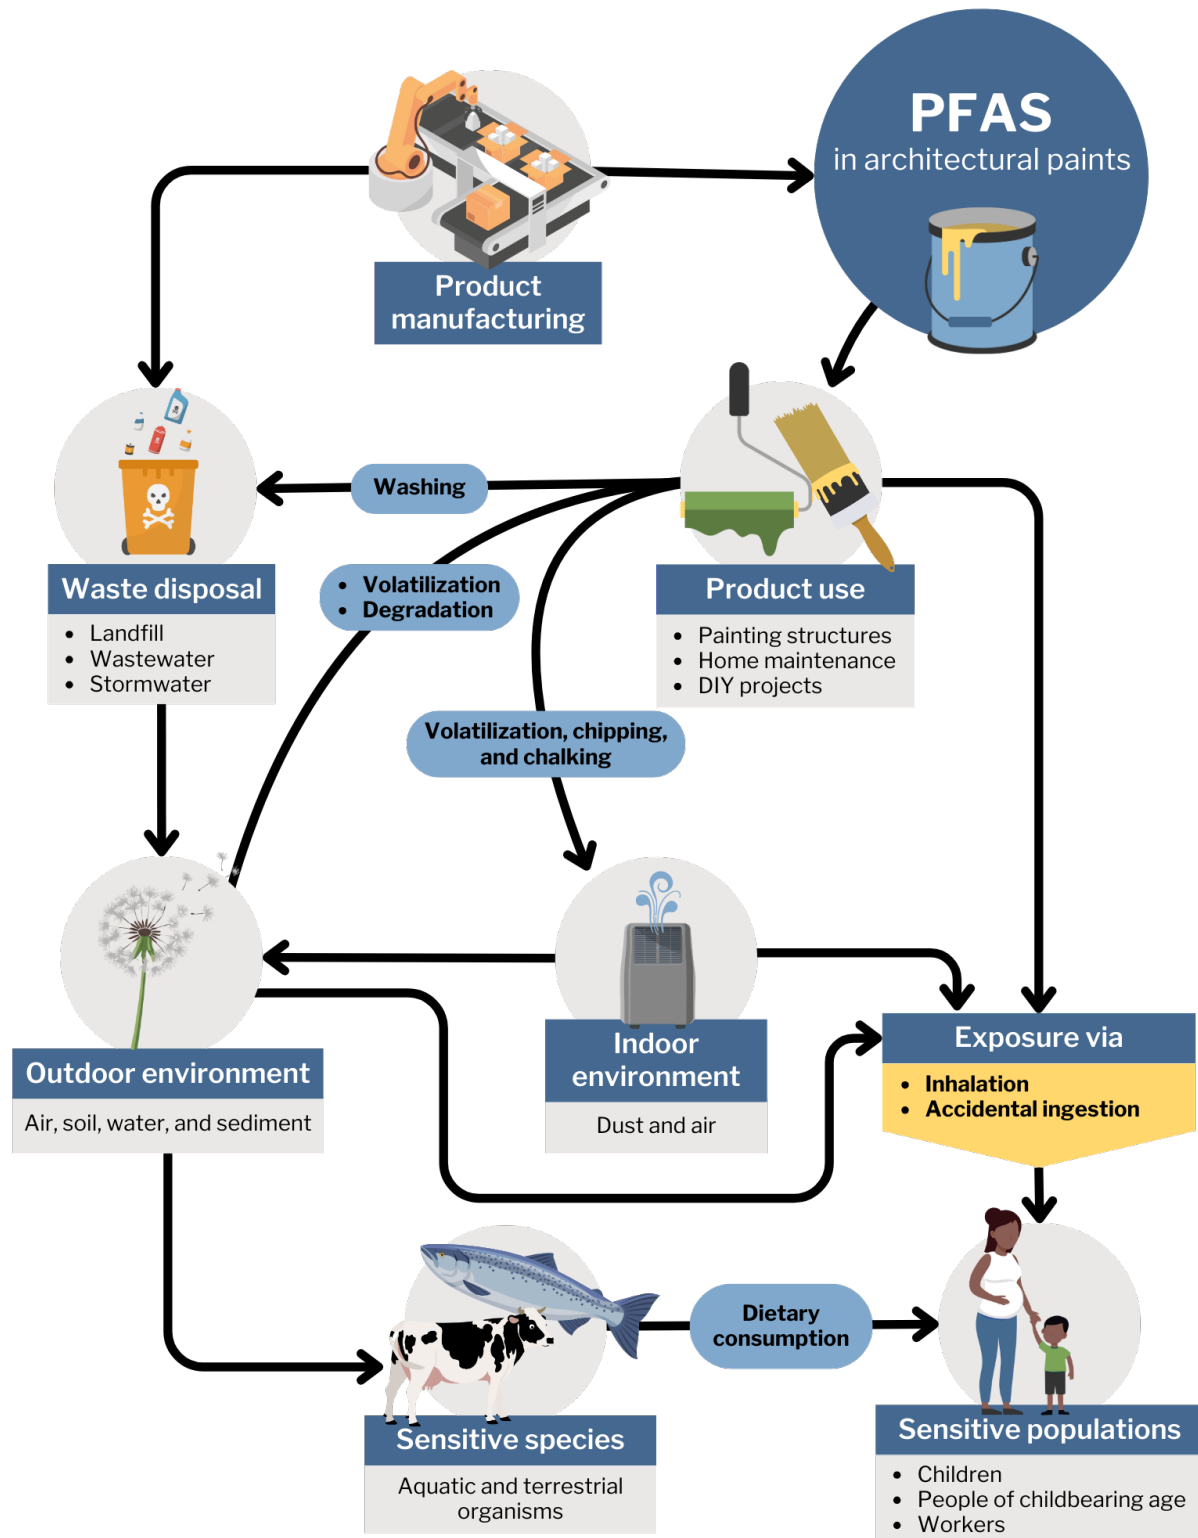 PFAS
in architectural paints
Product
manufacturing
Washing
Waste disposal
• Landfill
• Wastewater
• Stormwater
• Volatilization
• Degradation
Product use
• Painting structures
• Home maintenance
• DIY projects
Volatilization, chipping,
and chalking
Outdoor environment
Air, soil, water, and sediment
Indoor
environment
Dust and air
Exposure via
• Inhalation
• Accidental ingestion
Dietary
consumption
Sensitive species
Aquatic and terrestrial
organisms
Sensitive populations
• Children
• People of childbearing age
• Workers